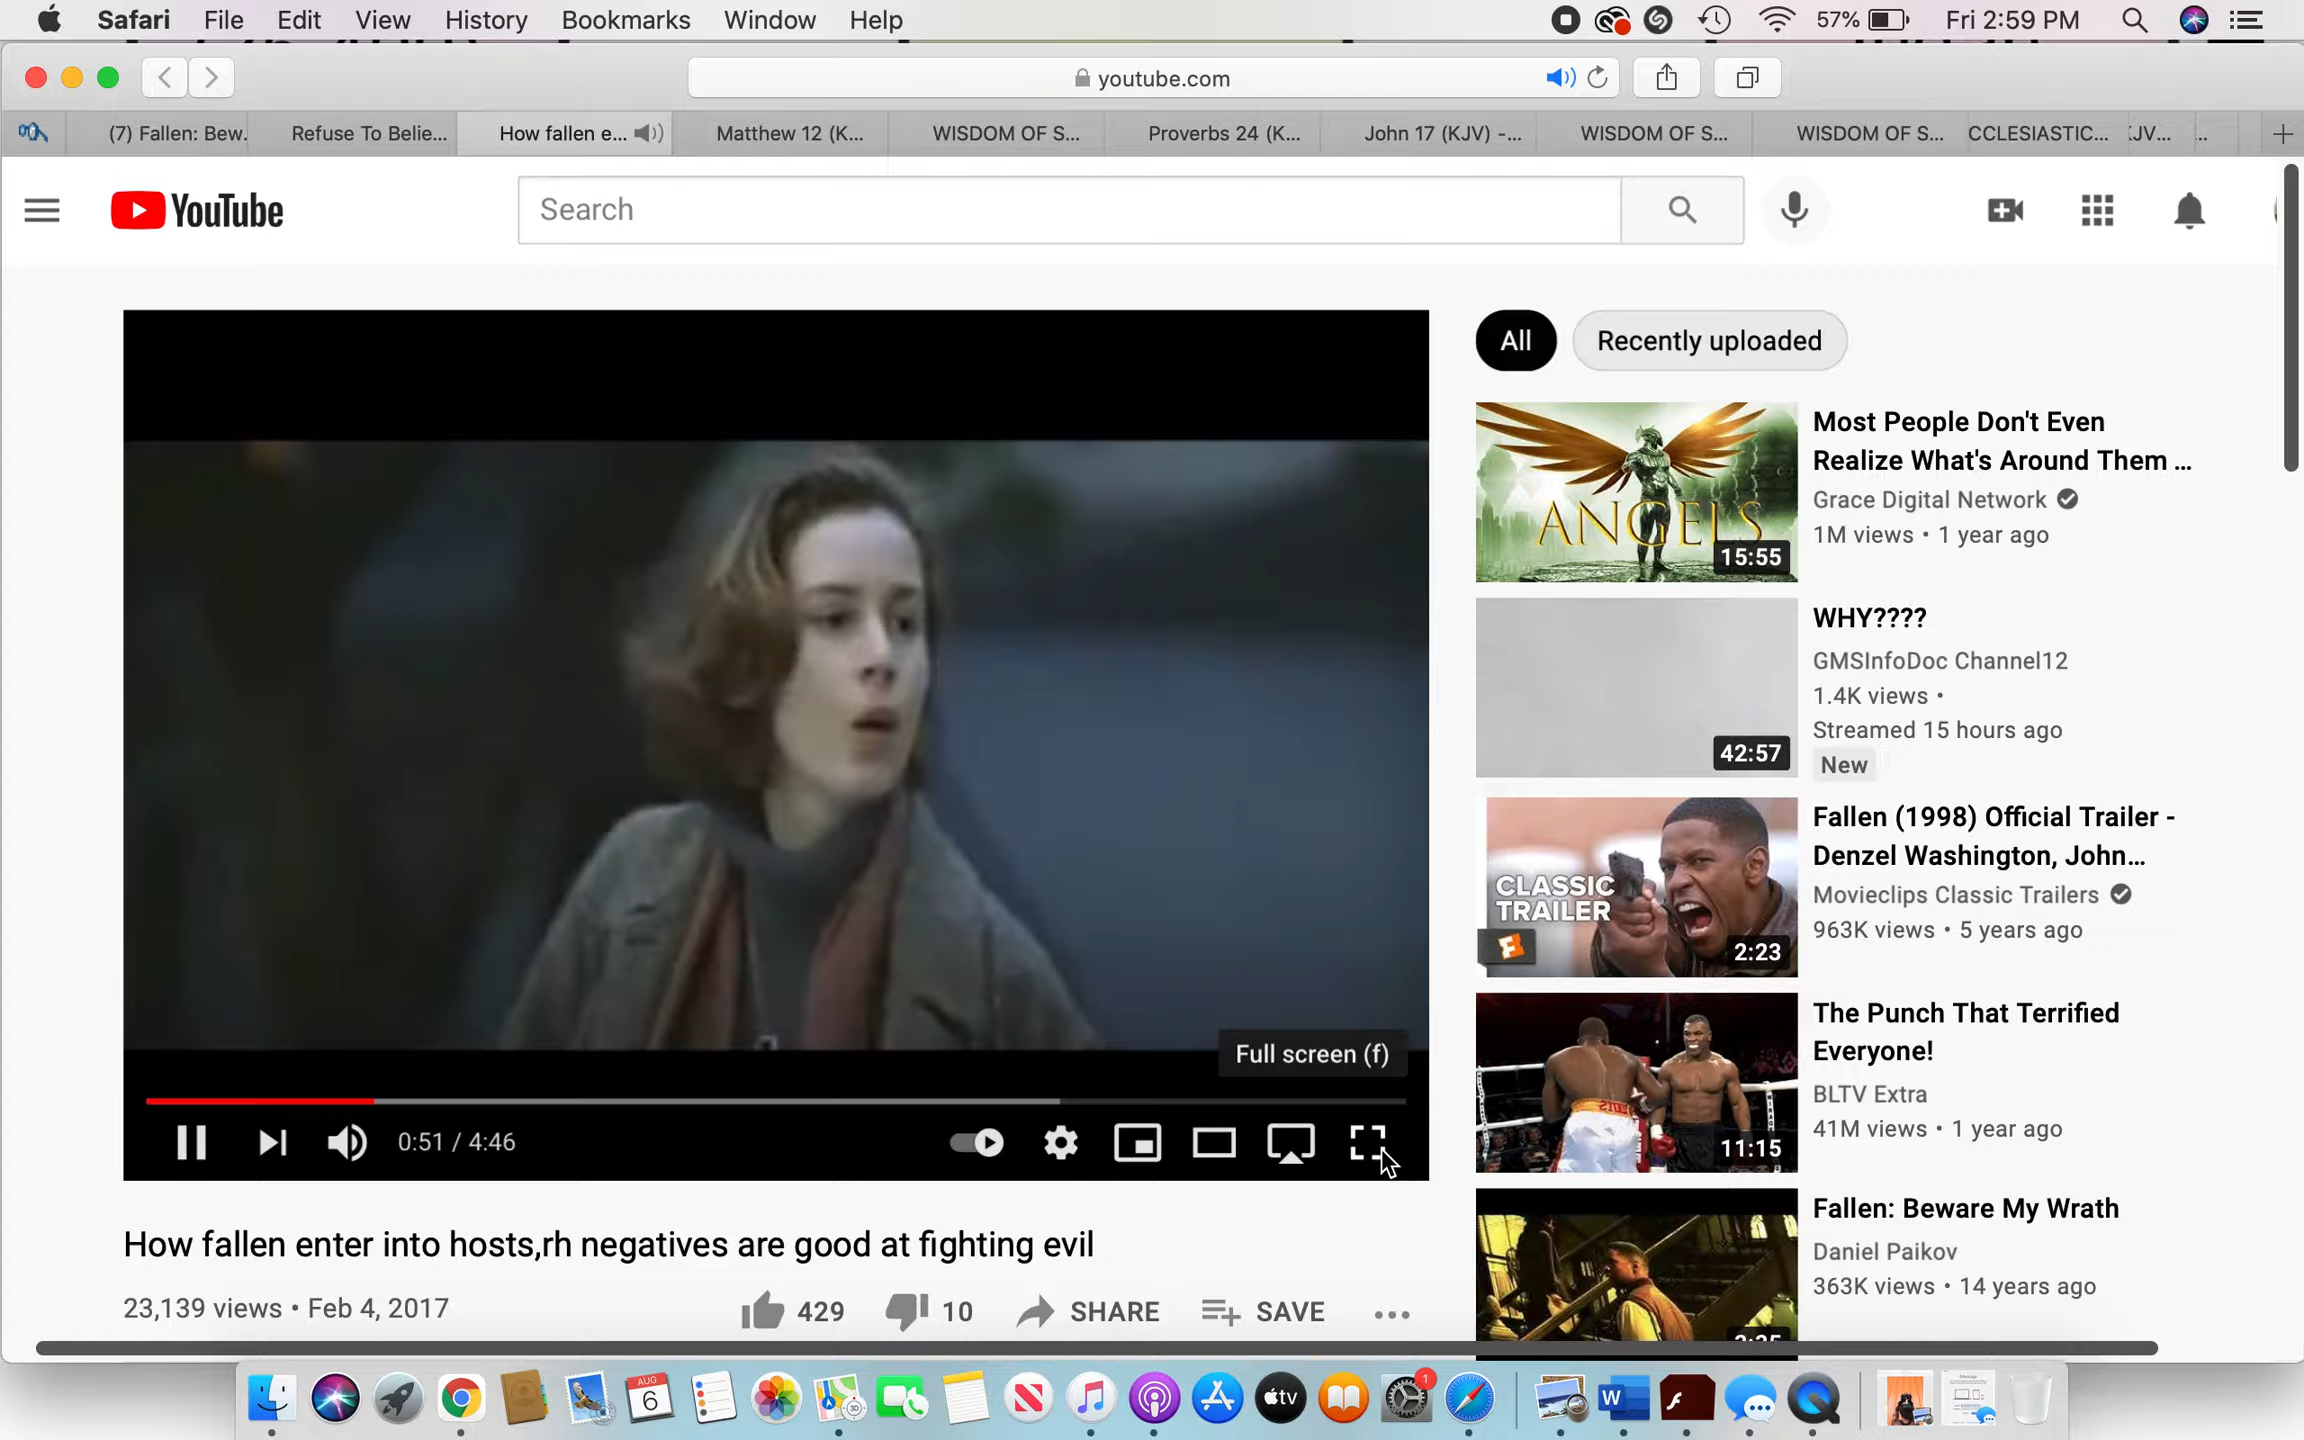 Safari File Edit View History Bookmarks Window Help 57% Fri 2:59 PM
youtube.com
(7) Fallen: Bew. Refuse To Belie... How fallen e... Matthew 12 (K... WISDOM OF S... Proverbs 24 (K... John 17 (KJV) -... WISDOM OF S... WISDOM OF S... CCLESIASTIC... JV... ...
YouTube
Search
All Recently uploaded
ANGELS
15:55
Most People Don't Even
Realize What's Around Them ...
Grace Digital Network
1M views • 1 year ago
42:57
WHY????
GMSInfoDoc Channel12
1.4K views •
Streamed 15 hours ago
New
CLASSIC
TRAILER
2:23
Fallen (1998) Official Trailer -
Denzel Washington, John...
Movieclips Classic Trailers
963K views • 5 years ago
11:15
The Punch That Terrified
Everyone!
BLTV Extra
41M views • 1 year ago
Fallen: Beware My Wrath
Daniel Paikov
363K views • 14 years ago
Full screen (f)
0:51 / 4:46
How fallen enter into hosts,rh negatives are good at fighting evil
23,139 views • Feb 4, 2017 429 10 SHARE SAVE
AUG
6
3D
tv
1
W